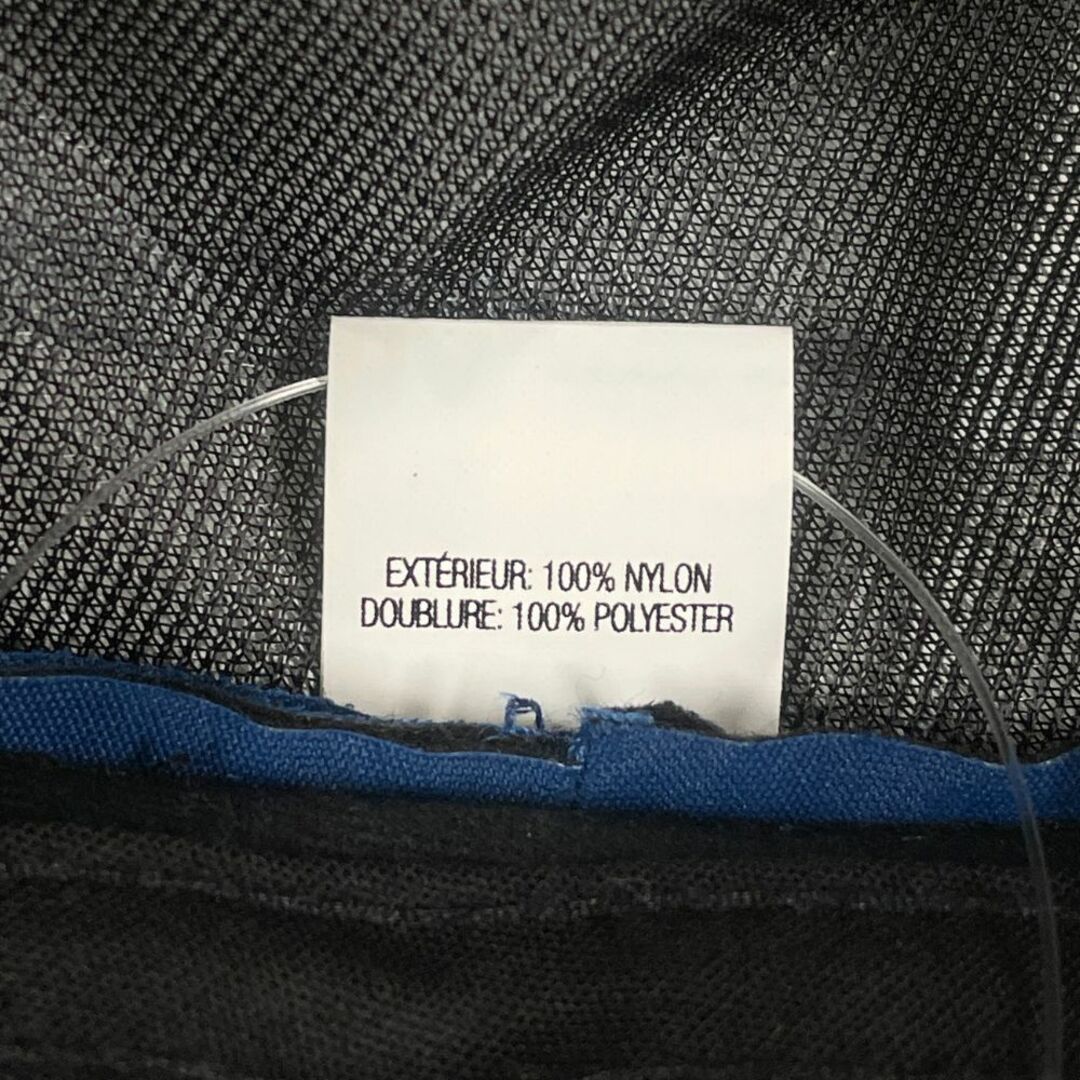 EXTÉRIEUR: 100% NYLON
DOUBLURE: 100% POLYESTER